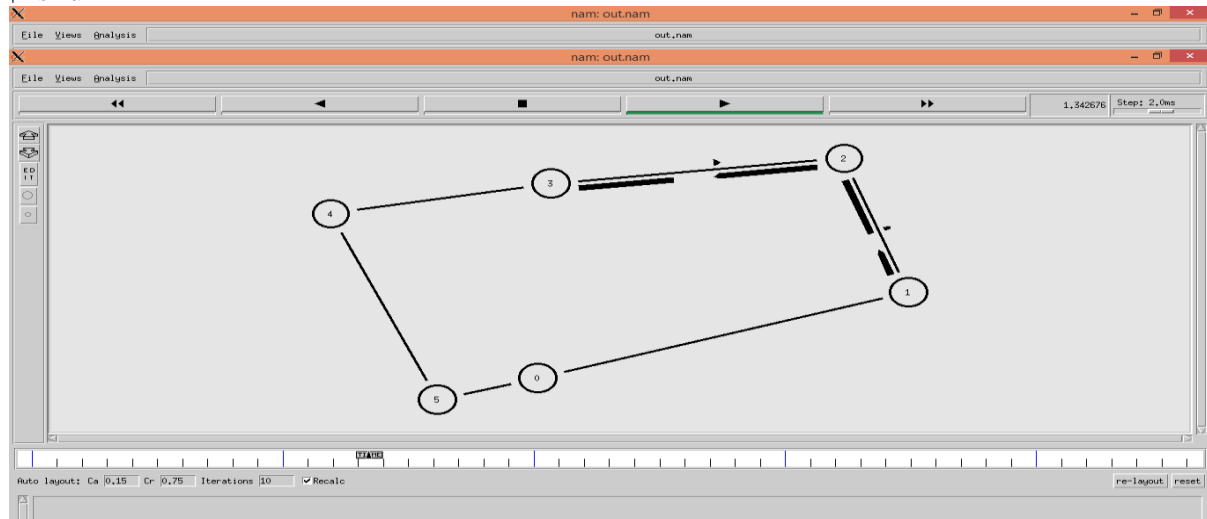 nam: out.nam
File Views Analysis out.nam
nam: out.nam
File Views Analysis out.nam
1.342676 Step: 2.0ms
ED
IT
2
3
4
1
0
5
TIME
Auto layout: Ca 0.15 Cr 0.75 Iterations 10 Recalc re-layout reset